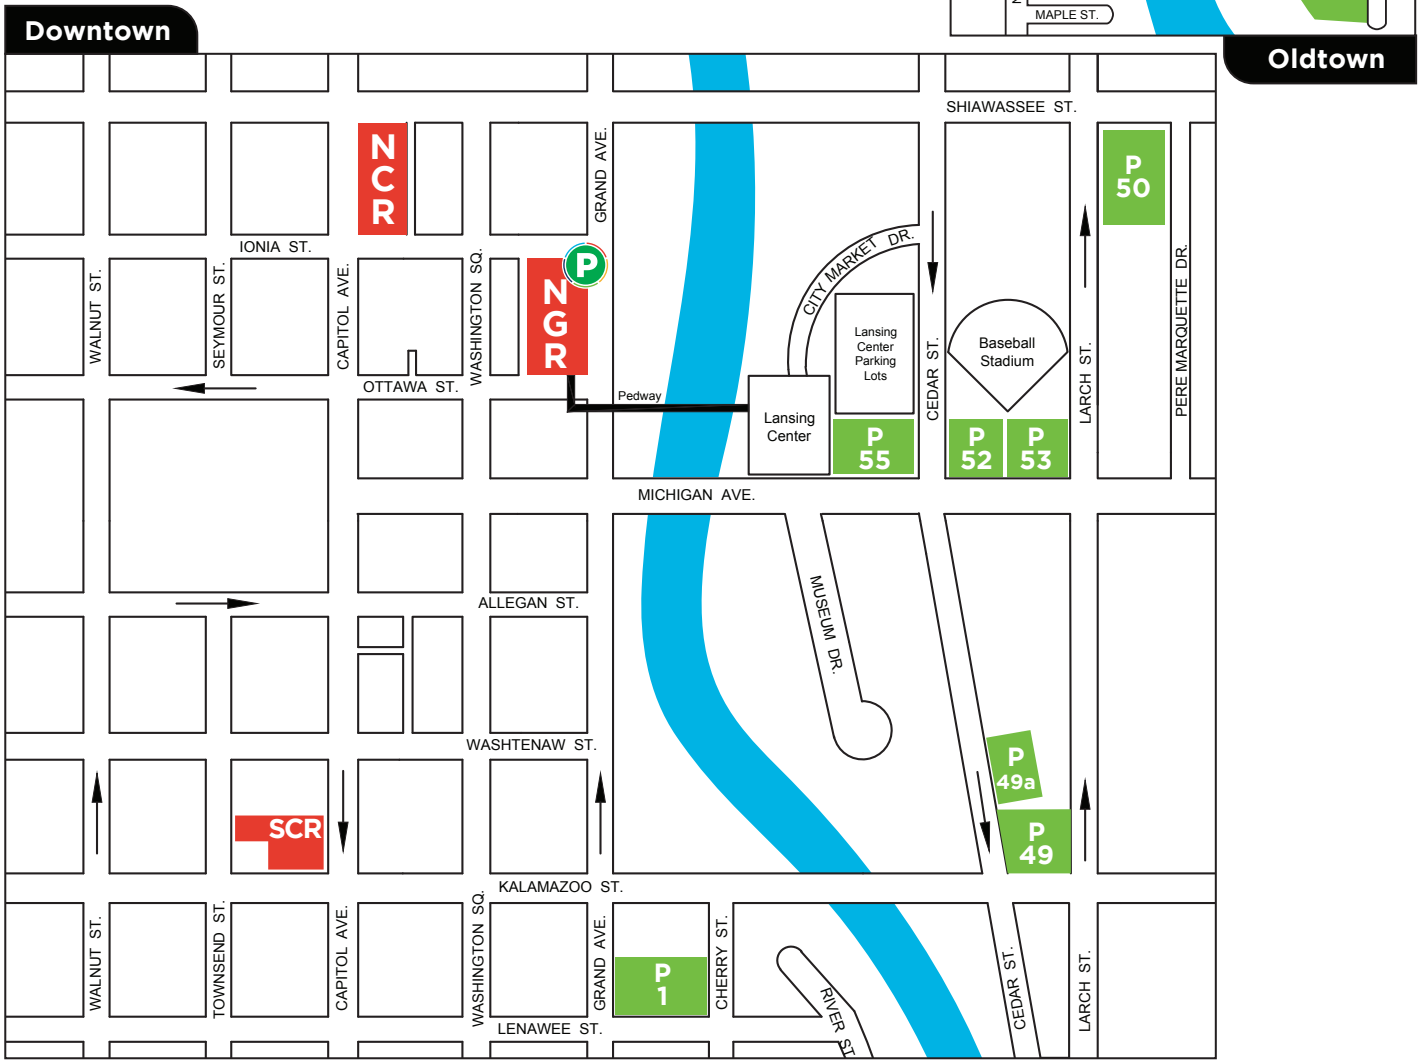 Downtown
MAPLE ST.
Oldtown
SHIAWASSEE ST.
N
C
R
GRAND AVE.
P
50
IONIA ST.
CITY MARKET DR.
P
WALNUT ST.
SEYMOUR ST.
CAPITOL AVE.
WASHINGTON SQ.
N
G
R
Lansing
Center
Parking
Lots
CEDAR ST.
Baseball
Stadium
LARCH ST.
PERE MARQUETTE DR.
OTTAWA ST.
Pedway
Lansing
Center
P
55
P
52
P
53
MICHIGAN AVE.
ALLEGAN ST.
MUSEUM DR.
WASHTENAW ST.
P
49a
SCR
P
49
KALAMAZOO ST.
WALNUT ST.
TOWNSEND ST.
CAPITOL AVE.
WASHINGTON SQ.
GRAND AVE.
P
1
CHERRY ST.
RIVER ST
CEDAR ST.
LARCH ST.
LENAWEE ST.